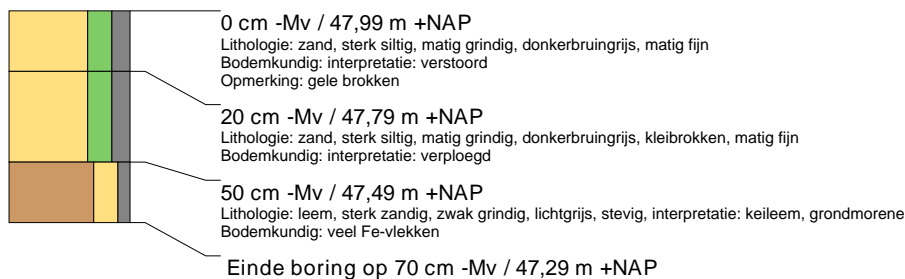 0 cm -Mv / 47,99 m +NAP
Lithologie: zand, sterk siltig, matig grindig, donkerbruingrijs, matig fijn
Bodemkundig: interpretatie: verstoord
Opmerking: gele brokken
20 cm -Mv / 47,79 m +NAP
Lithologie: zand, sterk siltig, matig grindig, donkerbruingrijs, kleibrokken, matig fijn
Bodemkundig: interpretatie: verploegd
50 cm -Mv / 47,49 m +NAP
Lithologie: leem, sterk zandig, zwak grindig, lichtgrijs, stevig, interpretatie: keileem, grondmorene
Bodemkundig: veel Fe-vlekken
Einde boring op 70 cm -Mv / 47,29 m +NAP